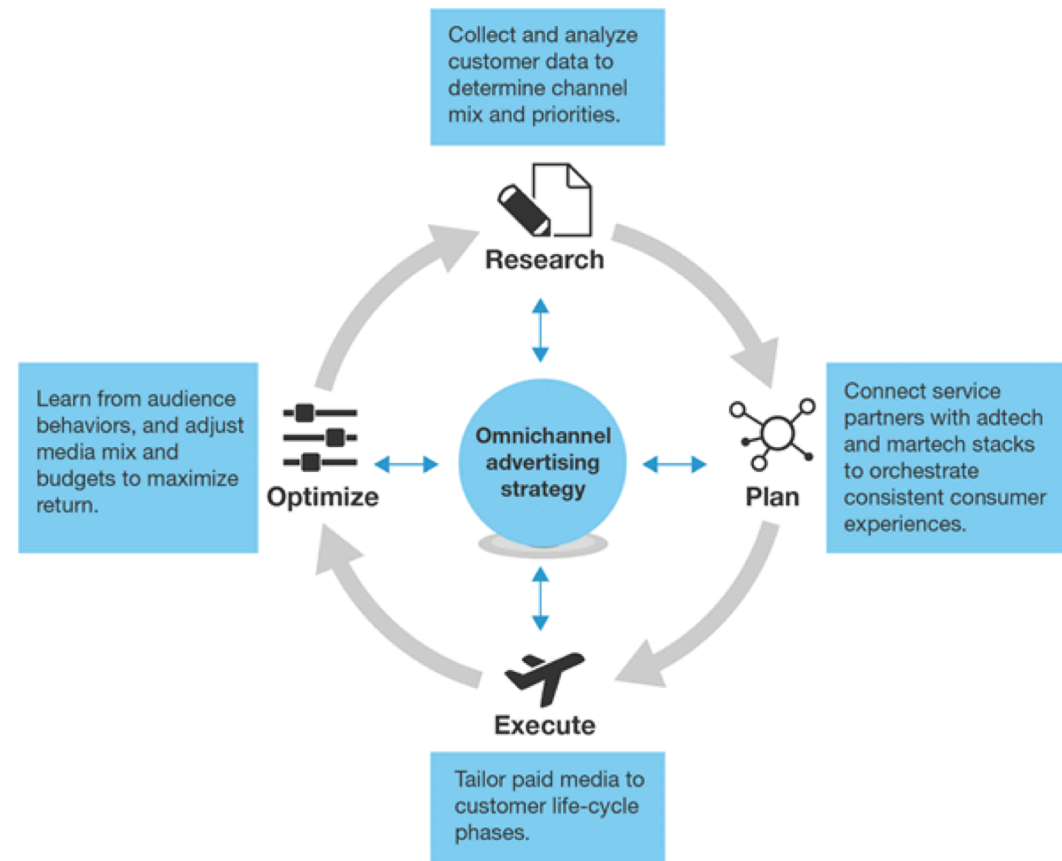 Collect and analyze
customer data to
determine channel
mix and priorities.
Research
Learn from audience
behaviors, and adjust
media mix and
budgets to maximize
return.
Optimize
Omnichannel
advertising
strategy
Plan
Connect service
partners with adtech
and martech stacks
to orchestrate
consistent consumer
experiences.
Execute
Tailor paid media to
customer life-cycle
phases.